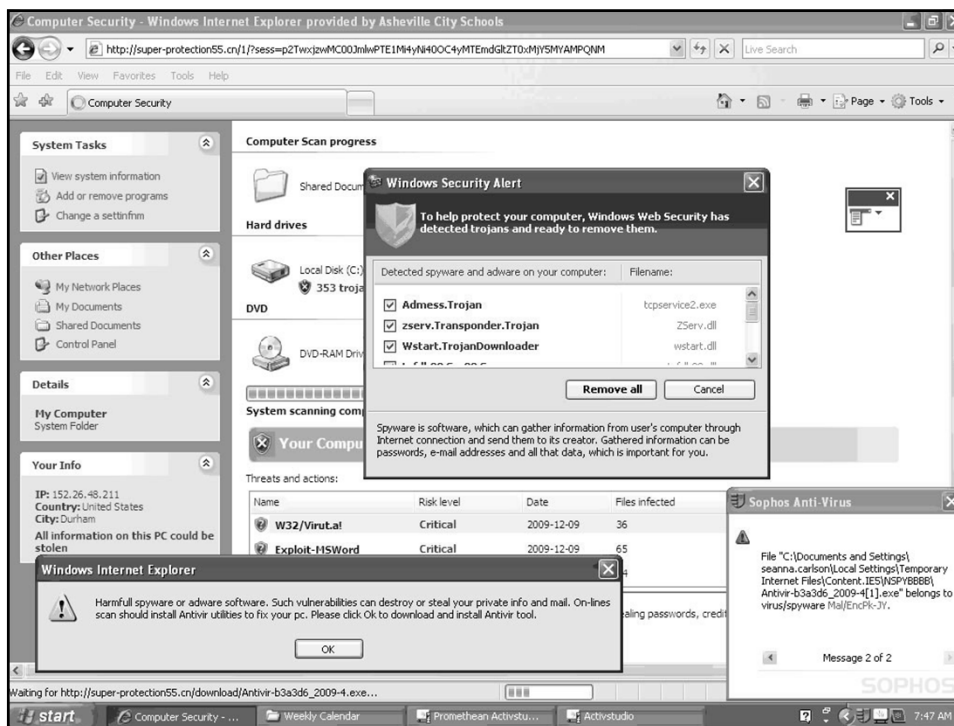 Computer Security - Windows Internet Explorer provided by Asheville City Schools
http://super-protection55.cn/1/?sess=
Live Search
File Edit View Favorites Tools Help
Computer Security
Page Tools
System Tasks
View system information
Add or remove programs
Change a settinfnm
Other Places
My Network Places
My Documents
Shared Documents
Control Panel
Details
My Computer
System Folder
Your Info
IP: 152.26.48.211
Country: United States
City: Durham
All information on this PC could be
stolen
Computer Scan progress
Shared Docum
Hard drives
Local Disk (C:)
353 troja
DVD
DVD-RAM Driv
System scanning comp
Your Compu
Threats and actions:
Name Risk level Date Files infected
W32/Virut.a! Critical 2009-12-09 36
Exploit-MSWord Critical 2009-12-09 65
ealing passwords, credit
Windows Security Alert
To help protect your computer, Windows Web Security has
detected trojans and ready to remove them.
Detected spyware and adware on your computer: Filename:
Admess.Trojan tcpservice2.exe
zserv.Transponder.Trojan ZServ.dll
Wstart.TrojanDownloader wstart.dll
Remove all Cancel
Spyware is software, which can gather information from user's computer through
Internet connection and send them to its creator. Gathered information can be
passwords, e-mail addresses and all that data, which is important for you.
Windows Internet Explorer
Harmfull spyware or adware software. Such vulnerabilities can destroy or steal your private info and mail. On-lines
scan should install Antivir utilities to fix your pc. Please click Ok to download and install Antivir tool.
OK
Sophos Anti-Virus
File "C:\Documents and Settings\
seanna.carlson\Local Settings\Temporary
Internet Files\Content.IE5\NSPYBBBB\
Antivir-b3a3d6_2009-4[1].exe" belongs to
virus/spyware Mal/EncPk-JY.
Message 2 of 2
SOPHOS
Waiting for http://super-protection55.cn/download/Antivir-b3a3d6_2009-4.exe...
start Computer Security - ... Weekly Calendar Promethean Activstu... Activstudio 7:47 AM